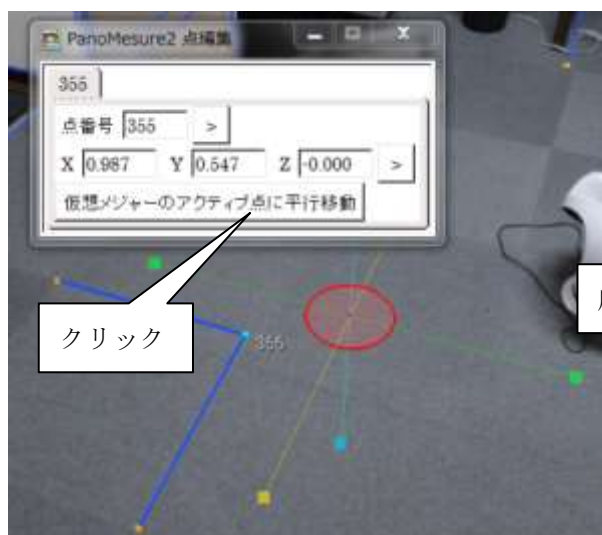 PanoMesure2 点編集
355
点番号 355 >
X 0.987 Y 0.547 Z -0.000 >
仮想メジャーのアクティブ点に平行移動
クリック
355